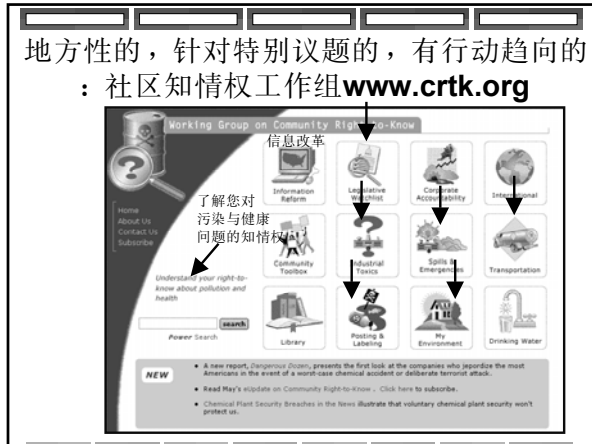 地方性的，针对特别议题的，有行动趋向的
：社区知情权工作组www.crtk.org
Working Group on Community Right-to-Know
信息改革
Information
Reform
Legislative
Watchlist
Corporate
Accountability
International
了解您对
污染与健康
问题的知情权
Home
About Us
Contact Us
Subscribe
Community
Toolbox
Industrial
Toxics
Spills &
Emergencies
Transportation
Understand your right-to-
know about pollution and
health
search
Power Search
Library
Posting &
Labeling
My
Environment
Drinking Water
NEW
• A new report, Dangerous Dozen, presents the first look at the companies who jepordize the most
Americans in the event of a worst-case chemical accident or deliberate terrorist attack.
• Read May's eUpdate on Community Right-to-Know . Click here to subscribe.
• Chemical Plant Security Breaches in the News illustrate that voluntary chemical plant security won't
protect us.